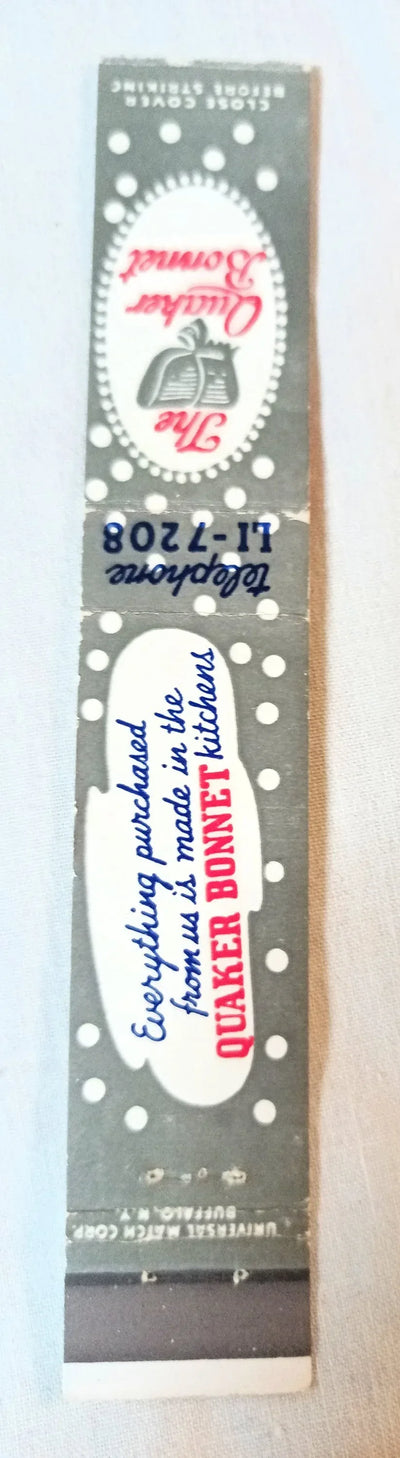 The
Quaker
Bonnet
CLOSE COVER
BEFORE STRIKING
telephone
LI-7208
Everything purchased
from us is made in the
QUAKER BONNET kitchens
UNIVERSAL MATCH CORP.
BUFFALO, N.Y.